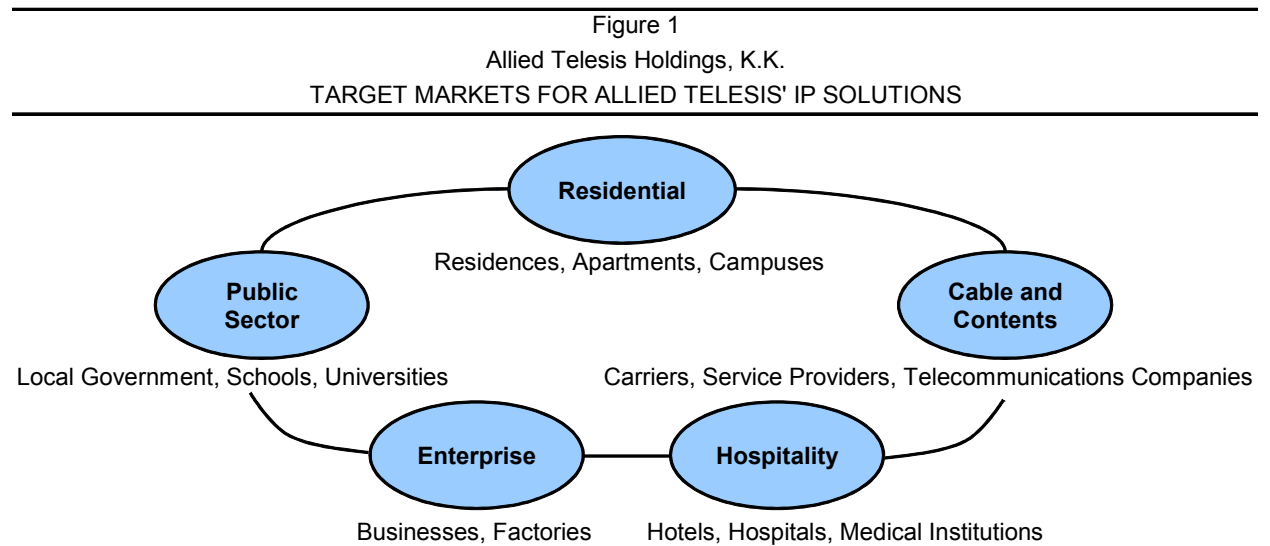 Figure 1
Allied Telesis Holdings, K.K.
TARGET MARKETS FOR ALLIED TELESIS' IP SOLUTIONS
Residential
Residences, Apartments, Campuses
Public
Sector
Local Government, Schools, Universities
Cable and
Contents
Carriers, Service Providers, Telecommunications Companies
Enterprise
Businesses, Factories
Hospitality
Hotels, Hospitals, Medical Institutions